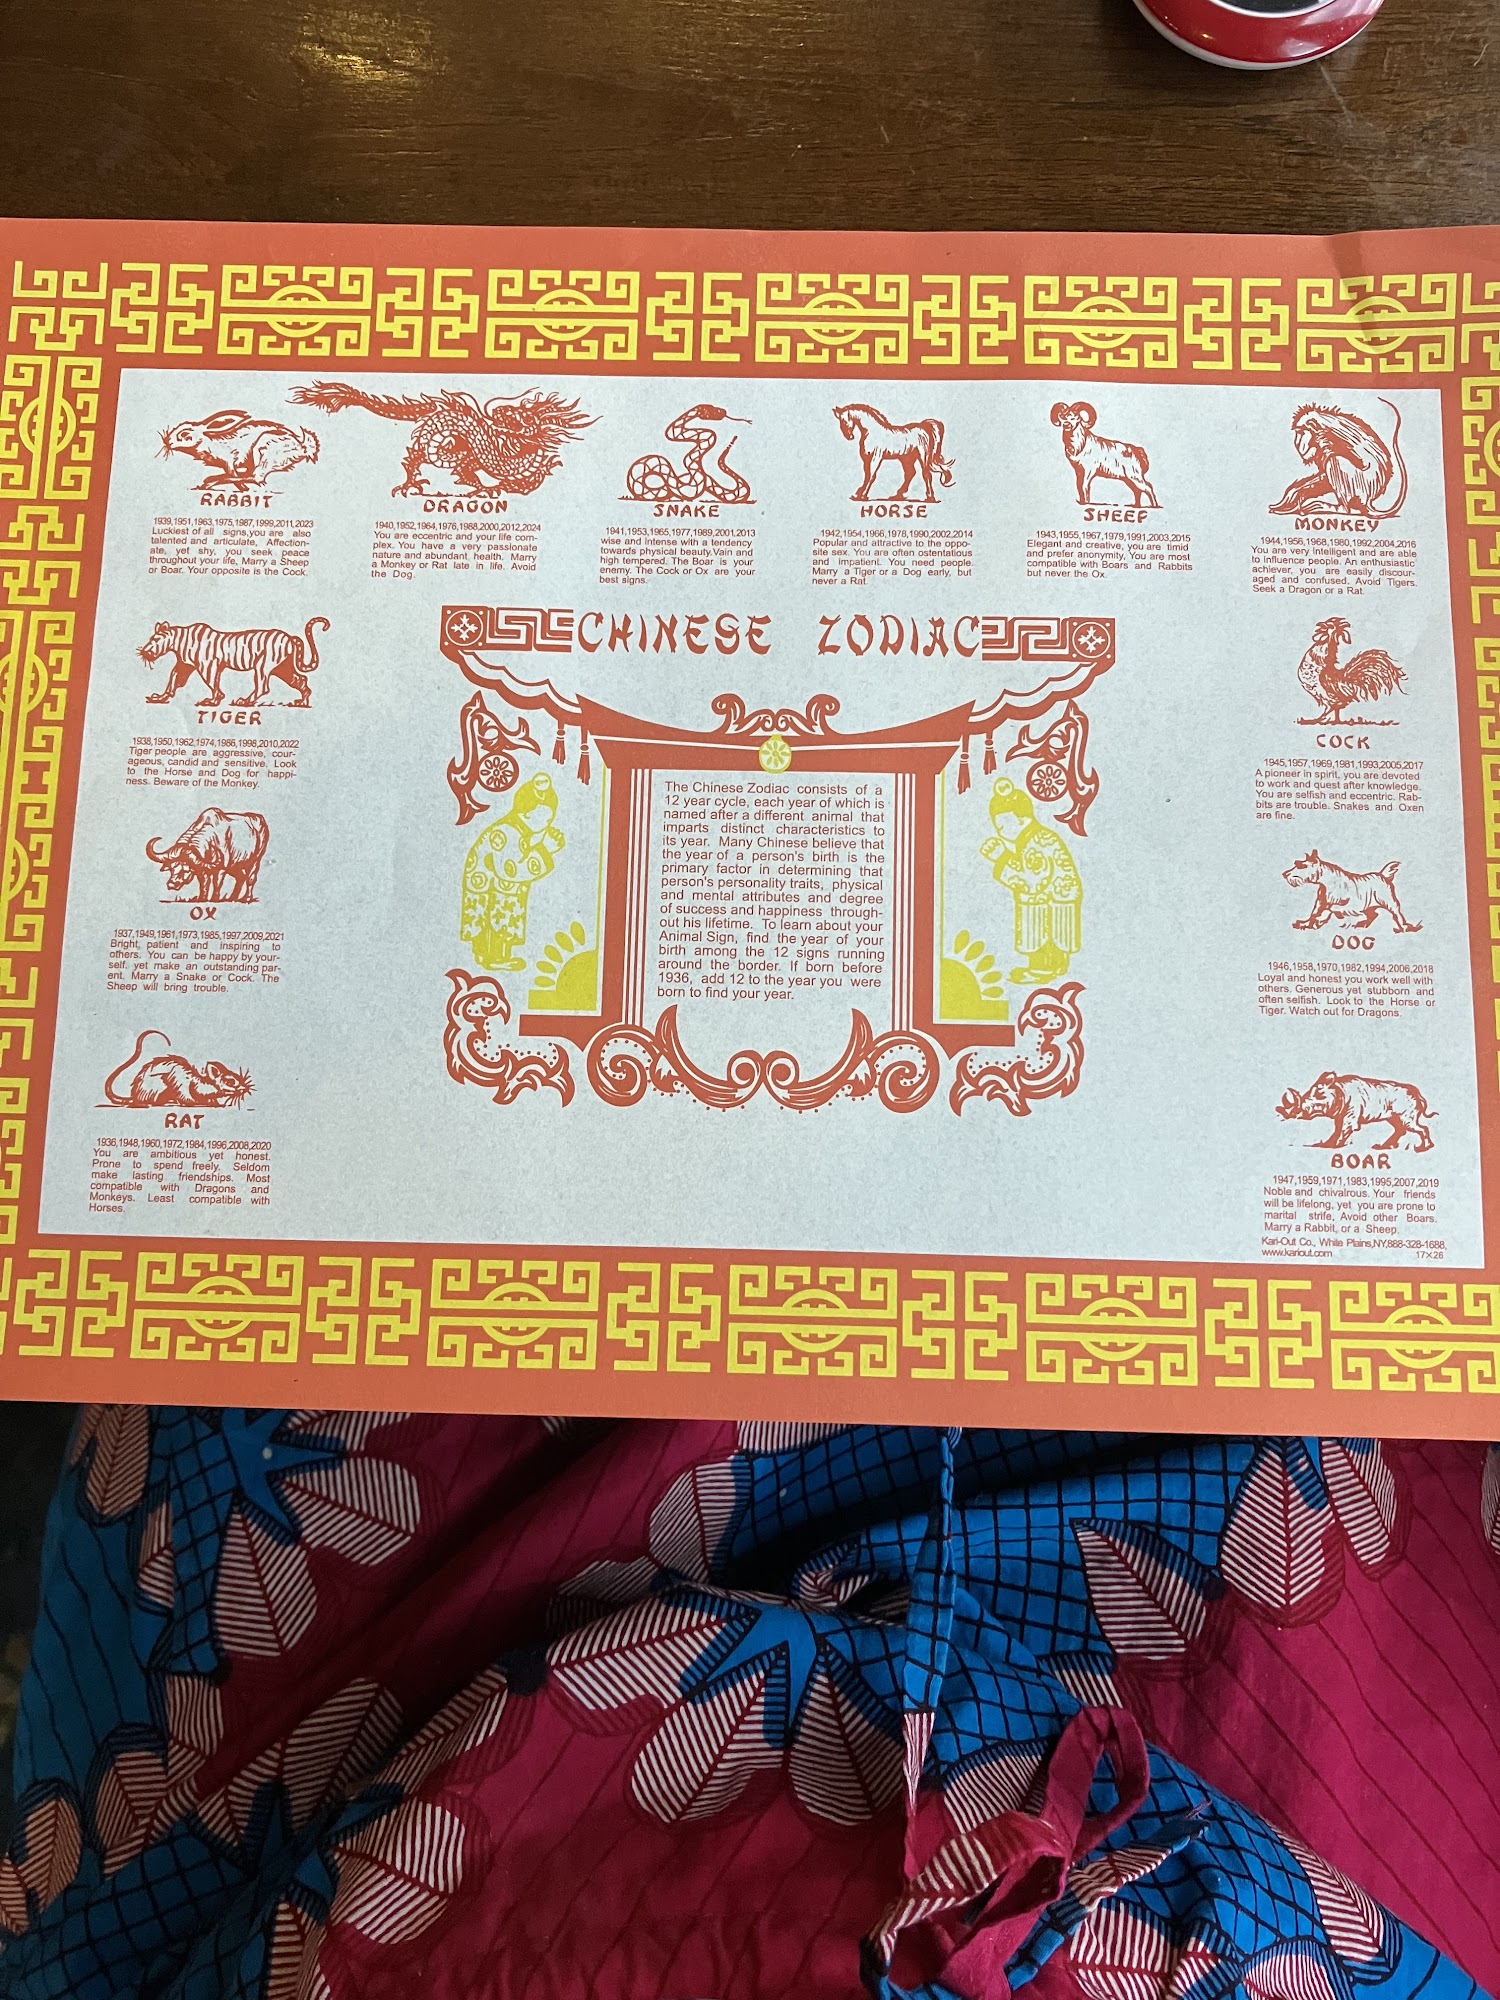 RABBIT
1939,1951,1963,1975,1987,1999,2011,2023
Luckiest of all signs,you are also
talented and articulate, Affection-
ate, yet shy, you seek peace
throughout your life, Marry a Sheep
or Boar. Your opposite is the Cock.
DRAGON
1940,1952,1964,1976,1988,2000,2012,2024
You are eccentric and your life com-
plex. You have a very passionate
nature and abundant health. Marry
a Monkey or Rat late in life. Avoid
the Dog.
SNAKE
1941,1953,1965,1977,1989,2001,2013
wise and Intense with a tendency
towards physical beauty.Vain and
high tempered. The Boar is your
enemy. The Cock or Ox are your
best signs.
HORSE
1942,1954,1966,1978,1990,2002,2014
Popular and attractive to the oppo-
site sex. You are often ostentatious
and impatient. You need people.
Marry a Tiger or a Dog early, but
never a Rat.
SHEEP
1943,1955,1967,1979,1991,2003,2015
Elegant and creative, you are timid
and prefer anonymity, You are most
compatible with Boars and Rabbits
but never the Ox.
MONKEY
1944,1956,1968,1980,1992,2004,2016
You are very intelligent and are able
to influence people. An enthusiastic
achiever, you are easily discour-
aged and confused. Avoid Tigers.
Seek a Dragon or a Rat.
TIGER
1938,1950,1962,1974,1986,1998,2010,2022
Tiger people are aggressive, cour-
ageous, candid and sensitive. Look
to the Horse and Dog for happi-
ness. Beware of the Monkey.
CHINESE ZODIAC
The Chinese Zodiac consists of a
12 year cycle, each year of which is
named after a different animal that
imparts distinct characteristics to
its year. Many Chinese believe that
the year of a person's birth is the
primary factor in determining that
person's personality traits, physical
and mental attributes and degree
of success and happiness through-
out his lifetime. To learn about your
Animal Sign, find the year of your
birth among the 12 signs running
around the border. If born before
1936, add 12 to the year you were
born to find your year.
COCK
1945,1957,1969,1981,1993,2005,2017
A pioneer in spirit, you are devoted
to work and quest after knowledge.
You are selfish and eccentric. Rab-
bits are trouble. Snakes and Oxen
are fine.
OX
1937,1949,1961,1973,1985,1997,2009,2021
Bright, patient and inspiring to
others. You can be happy by your-
self, yet make an outstanding par-
ent. Marry a Snake or Cock. The
Sheep will bring trouble.
DOG
1946,1958,1970,1982,1994,2006,2018
Loyal and honest you work well with
others. Generous yet stubborn and
often selfish. Look to the Horse or
Tiger. Watch out for Dragons.
RAT
1936,1948,1960,1972,1984,1996,2008,2020
You are ambitious yet honest.
Prone to spend freely. Seldom
make lasting friendships. Most
compatible with Dragons and
Monkeys. Least compatible with
Horses.
BOAR
1947,1959,1971,1983,1995,2007,2019
Noble and chivalrous. Your friends
will be lifelong, yet you are prone to
marital strife, Avoid other Boars.
Marry a Rabbit, or a Sheep.
Kari-Out Co., White Plains,NY,888-328-1688,
www.kariout.com 17×26